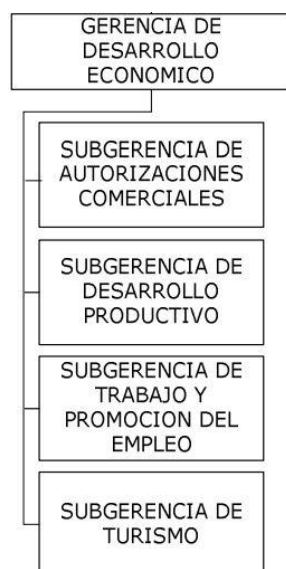 GERENCIA DE
DESARROLLO
ECONOMICO
SUBGERENCIA DE
AUTORIZACIONES
COMERCIALES
SUBGERENCIA DE
DESARROLLO
PRODUCTIVO
SUBGERENCIA DE
TRABAJO Y
PROMOCION DEL
EMPLEO
SUBGERENCIA DE
TURISMO